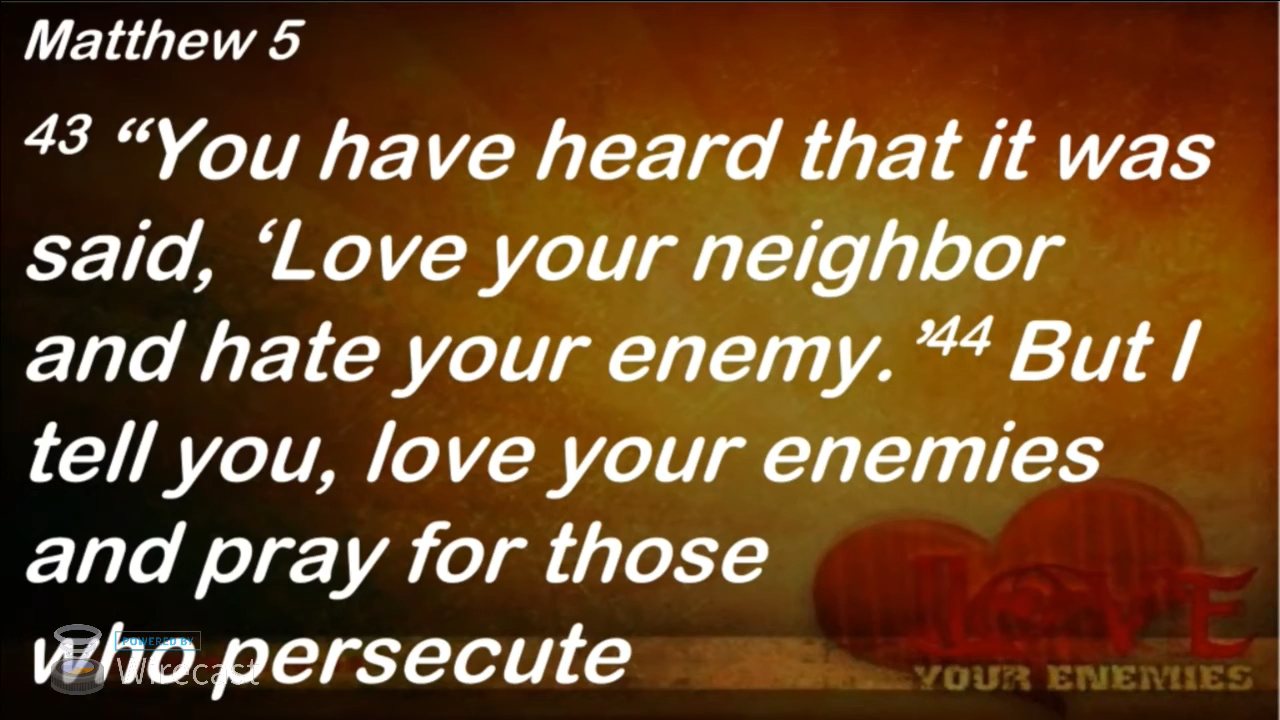 Matthew 5
43 “You have heard that it was
said, ‘Love your neighbor
and hate your enemy.’44 But I
tell you, love your enemies
and pray for those
who persecute
POWERED BY
Wirecast
LOVE
YOUR ENEMIES